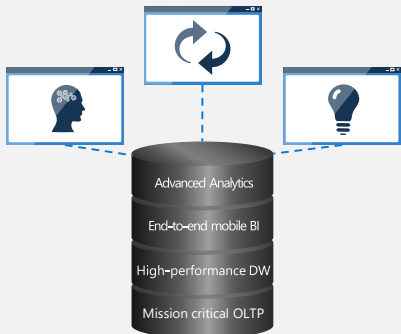 Advanced Analytics
End-to-end mobile BI
High-performance DW
Mission critical OLTP